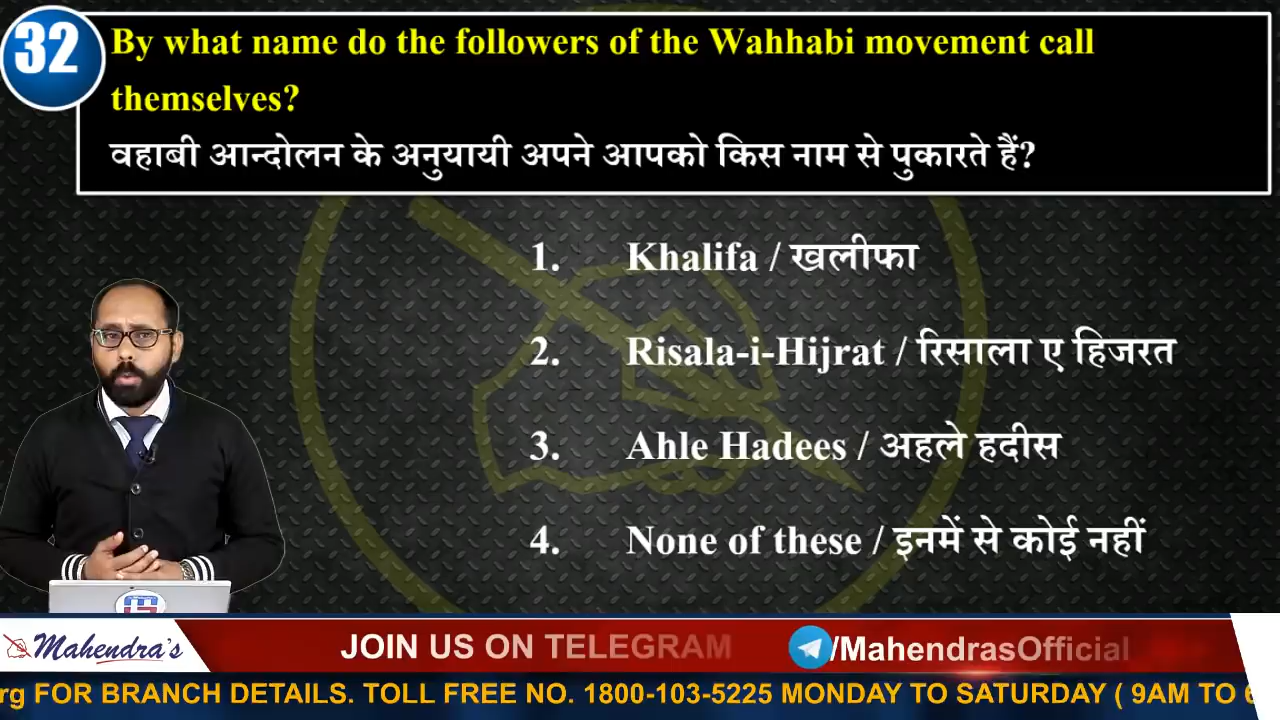 32
By what name do the followers of the Wahhabi movement call
themselves?
वहाबी आन्दोलन के अनुयायी अपने आपको किस नाम से पुकारते हैं?
1. Khalifa / खलीफा
2. Risala-i-Hijrat / रिसाला ए हिजरत
3. Ahle Hadees / अहले हदीस
4. None of these / इनमें से कोई नहीं
Mahendra's JOIN US ON TELEGRAM /MahendrasOfficial
rg FOR BRANCH DETAILS. TOLL FREE NO. 1800-103-5225 MONDAY TO SATURDAY ( 9AM TO 6